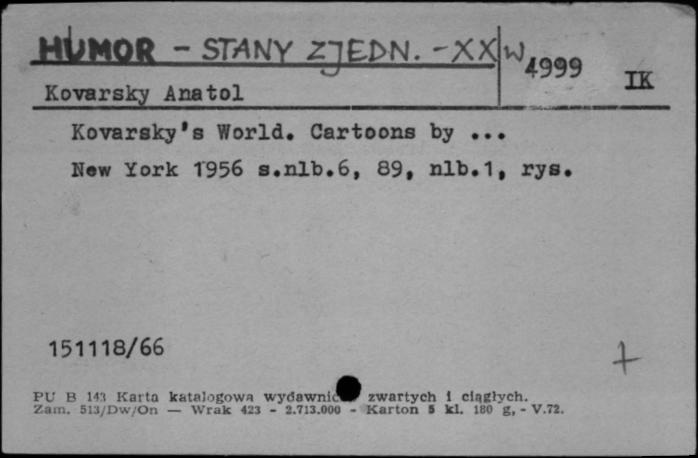 HUMOR - STANY ZJEDN. - XX W
4999
IK
Kovarsky Anatol
Kovarsky's World. Cartoons by ...
New York 1956 s.nlb.6, 89, nlb.1, rys.
151118/66
PU B 143 Karta katalogowa zwartych i ciągłych.
Zam. 513/Dw/On — Wrak 423 - 2.713.000 - Karton 5 kl. 180 g, - V.72.